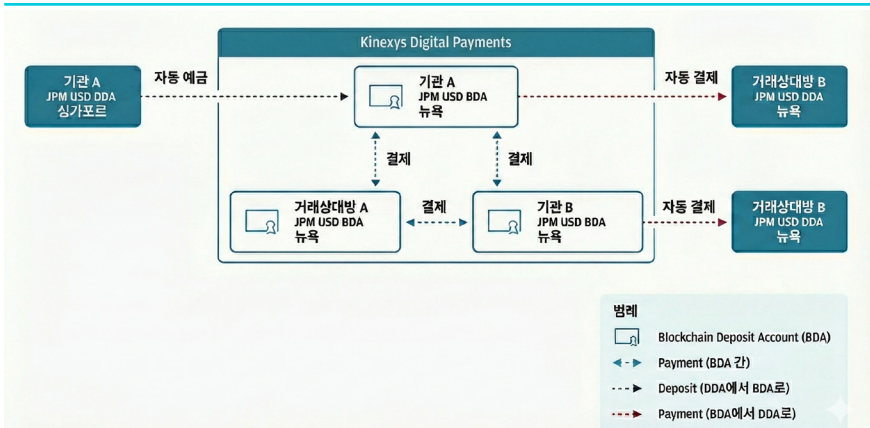 Kinexys Digital Payments
기관 A
JPM USD DDA
싱가포르
자동 예금
기관 A
JPM USD BDA
뉴욕
자동 결제
거래상대방 B
JPM USD DDA
뉴욕
결제
결제
거래상대방 A
JPM USD BDA
뉴욕
결제
기관 B
JPM USD BDA
뉴욕
자동 결제
거래상대방 B
JPM USD DDA
뉴욕
범례
Blockchain Deposit Account (BDA)
Payment (BDA 간)
Deposit (DDA에서 BDA로)
Payment (BDA에서 DDA로)